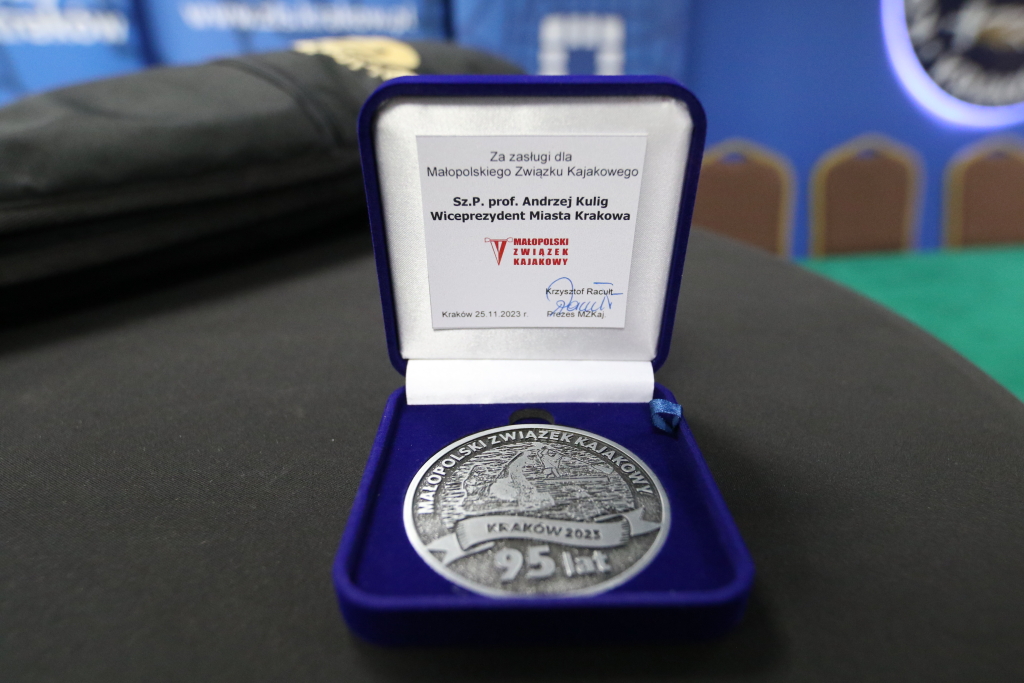 Za zasługi dla
Małopolskiego Związku Kajakowego
Sz.P. prof. Andrzej Kulig
Wiceprezydent Miasta Krakowa
MAŁOPOLSKI
ZWIĄZEK
KAJAKOWY
Krzysztof Racułt
Kraków 25.11.2023 r.
Prezes MZKaj.
MAŁOPOLSKI ZWIĄZEK KAJAKOWY
KRAKÓW 2023
95 lat